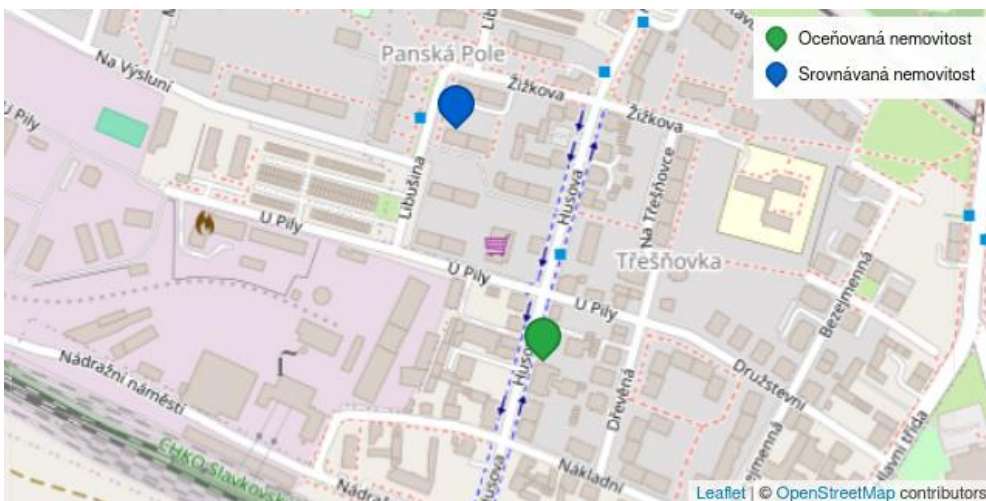 Oceňovaná nemovitost
Srovnávaná nemovitost
Panská Pole
Na Výsluní
Žižkova
Žižkova
U Pily
Libušina
Husova
Na Třešňovce
U Pily
Třešňovka
U Pily
U Pily
Bezejmenná
Družstevní
Dřevěná
Nádražní náměstí
CHKO Slavkovsk
Nákladní
Husova
Leaflet | © OpenStreetMap contributors